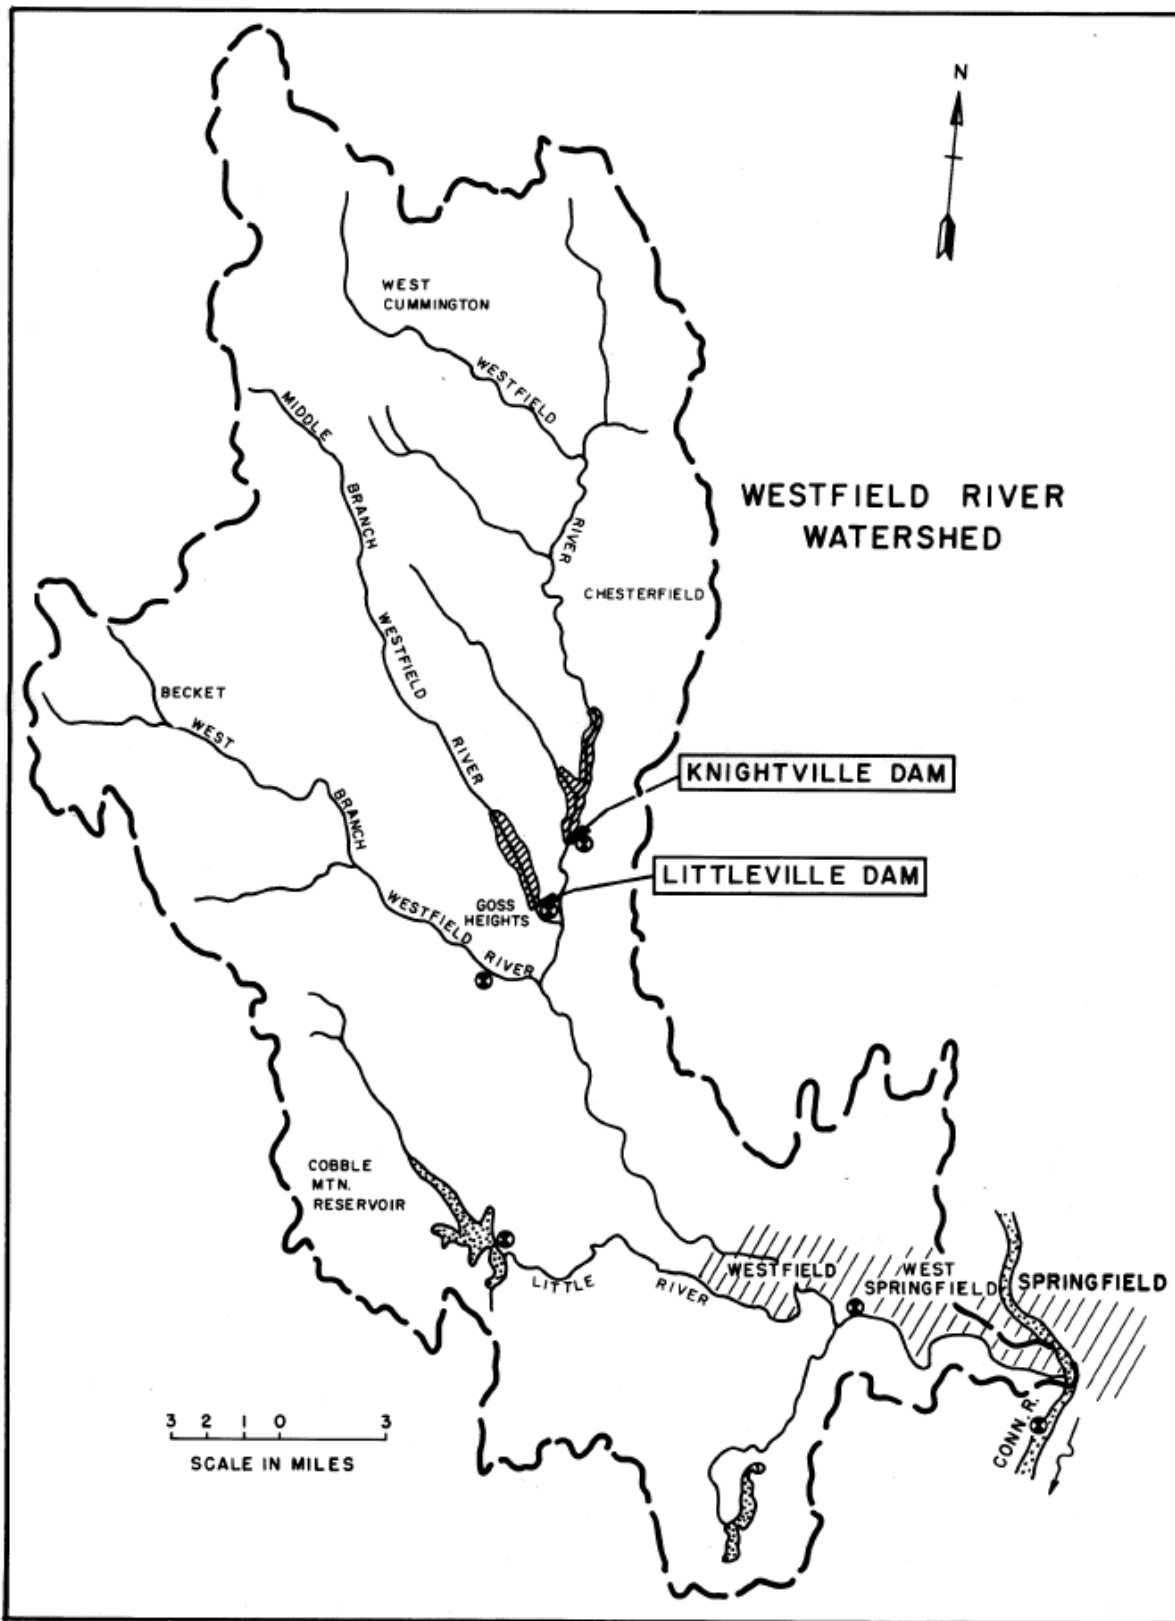 N
WEST
CUMMINGTON
WESTFIELD
MIDDLE
BRANCH
RIVER
WESTFIELD RIVER
WATERSHED
CHESTERFIELD
WESTFIELD
BECKET
WEST
RIVER
KNIGHTVILLE DAM
BRANCH
LITTLEVILLE DAM
GOSS
HEIGHTS
WESTFIELD
RIVER
COBBLE
MTN.
RESERVOIR
LITTLE
RIVER
WESTFIELD
WEST
SPRINGFIELD
SPRINGFIELD
CONN. R.
3 2 1 0 3
SCALE IN MILES